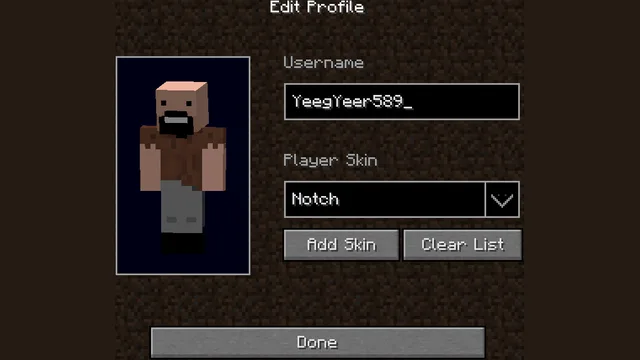 Edit Profile
Username
YeegYeer589_
Player Skin
Notch
Add Skin
Clear List
Done